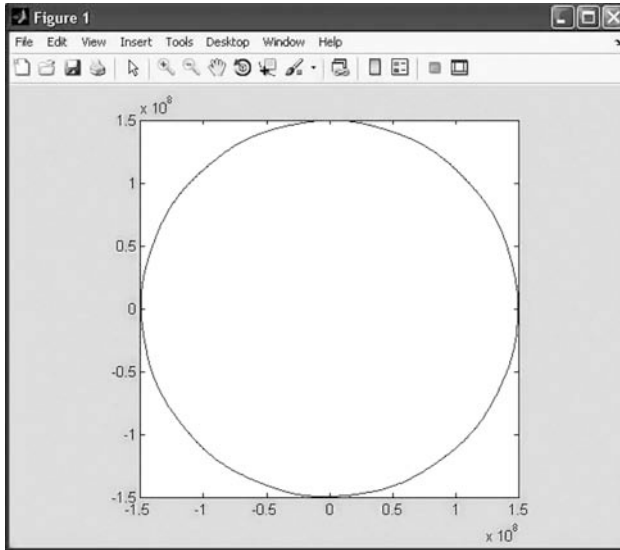 Figure 1
File Edit View Insert Tools Desktop Window Help
x 10^8
1.5
1
0.5
0
-0.5
-1
-1.5
-1.5 -1 -0.5 0 0.5 1 1.5
x 10^8